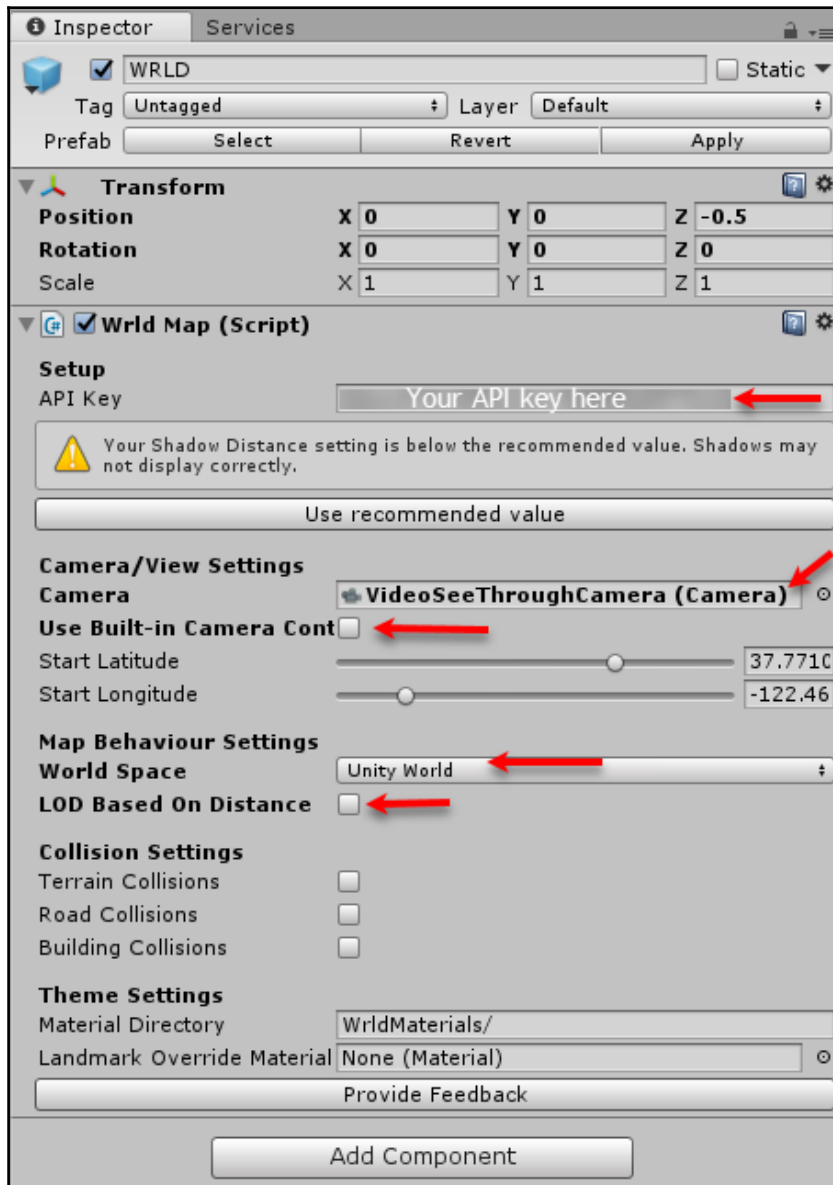 Inspector Services
WRLD Static
Tag Untagged Layer Default
Prefab Select Revert Apply
Transform
Position X 0 Y 0 Z -0.5
Rotation X 0 Y 0 Z 0
Scale X 1 Y 1 Z 1
Wrld Map (Script)
Setup
API Key Your API key here
Your Shadow Distance setting is below the recommended value. Shadows may
not display correctly.
Use recommended value
Camera/View Settings
Camera VideoSeeThroughCamera (Camera)
Use Built-in Camera Cont
Start Latitude 37.7710
Start Longitude -122.46
Map Behaviour Settings
World Space Unity World
LOD Based On Distance
Collision Settings
Terrain Collisions
Road Collisions
Building Collisions
Theme Settings
Material Directory WrldMaterials/
Landmark Override Material None (Material)
Provide Feedback
Add Component